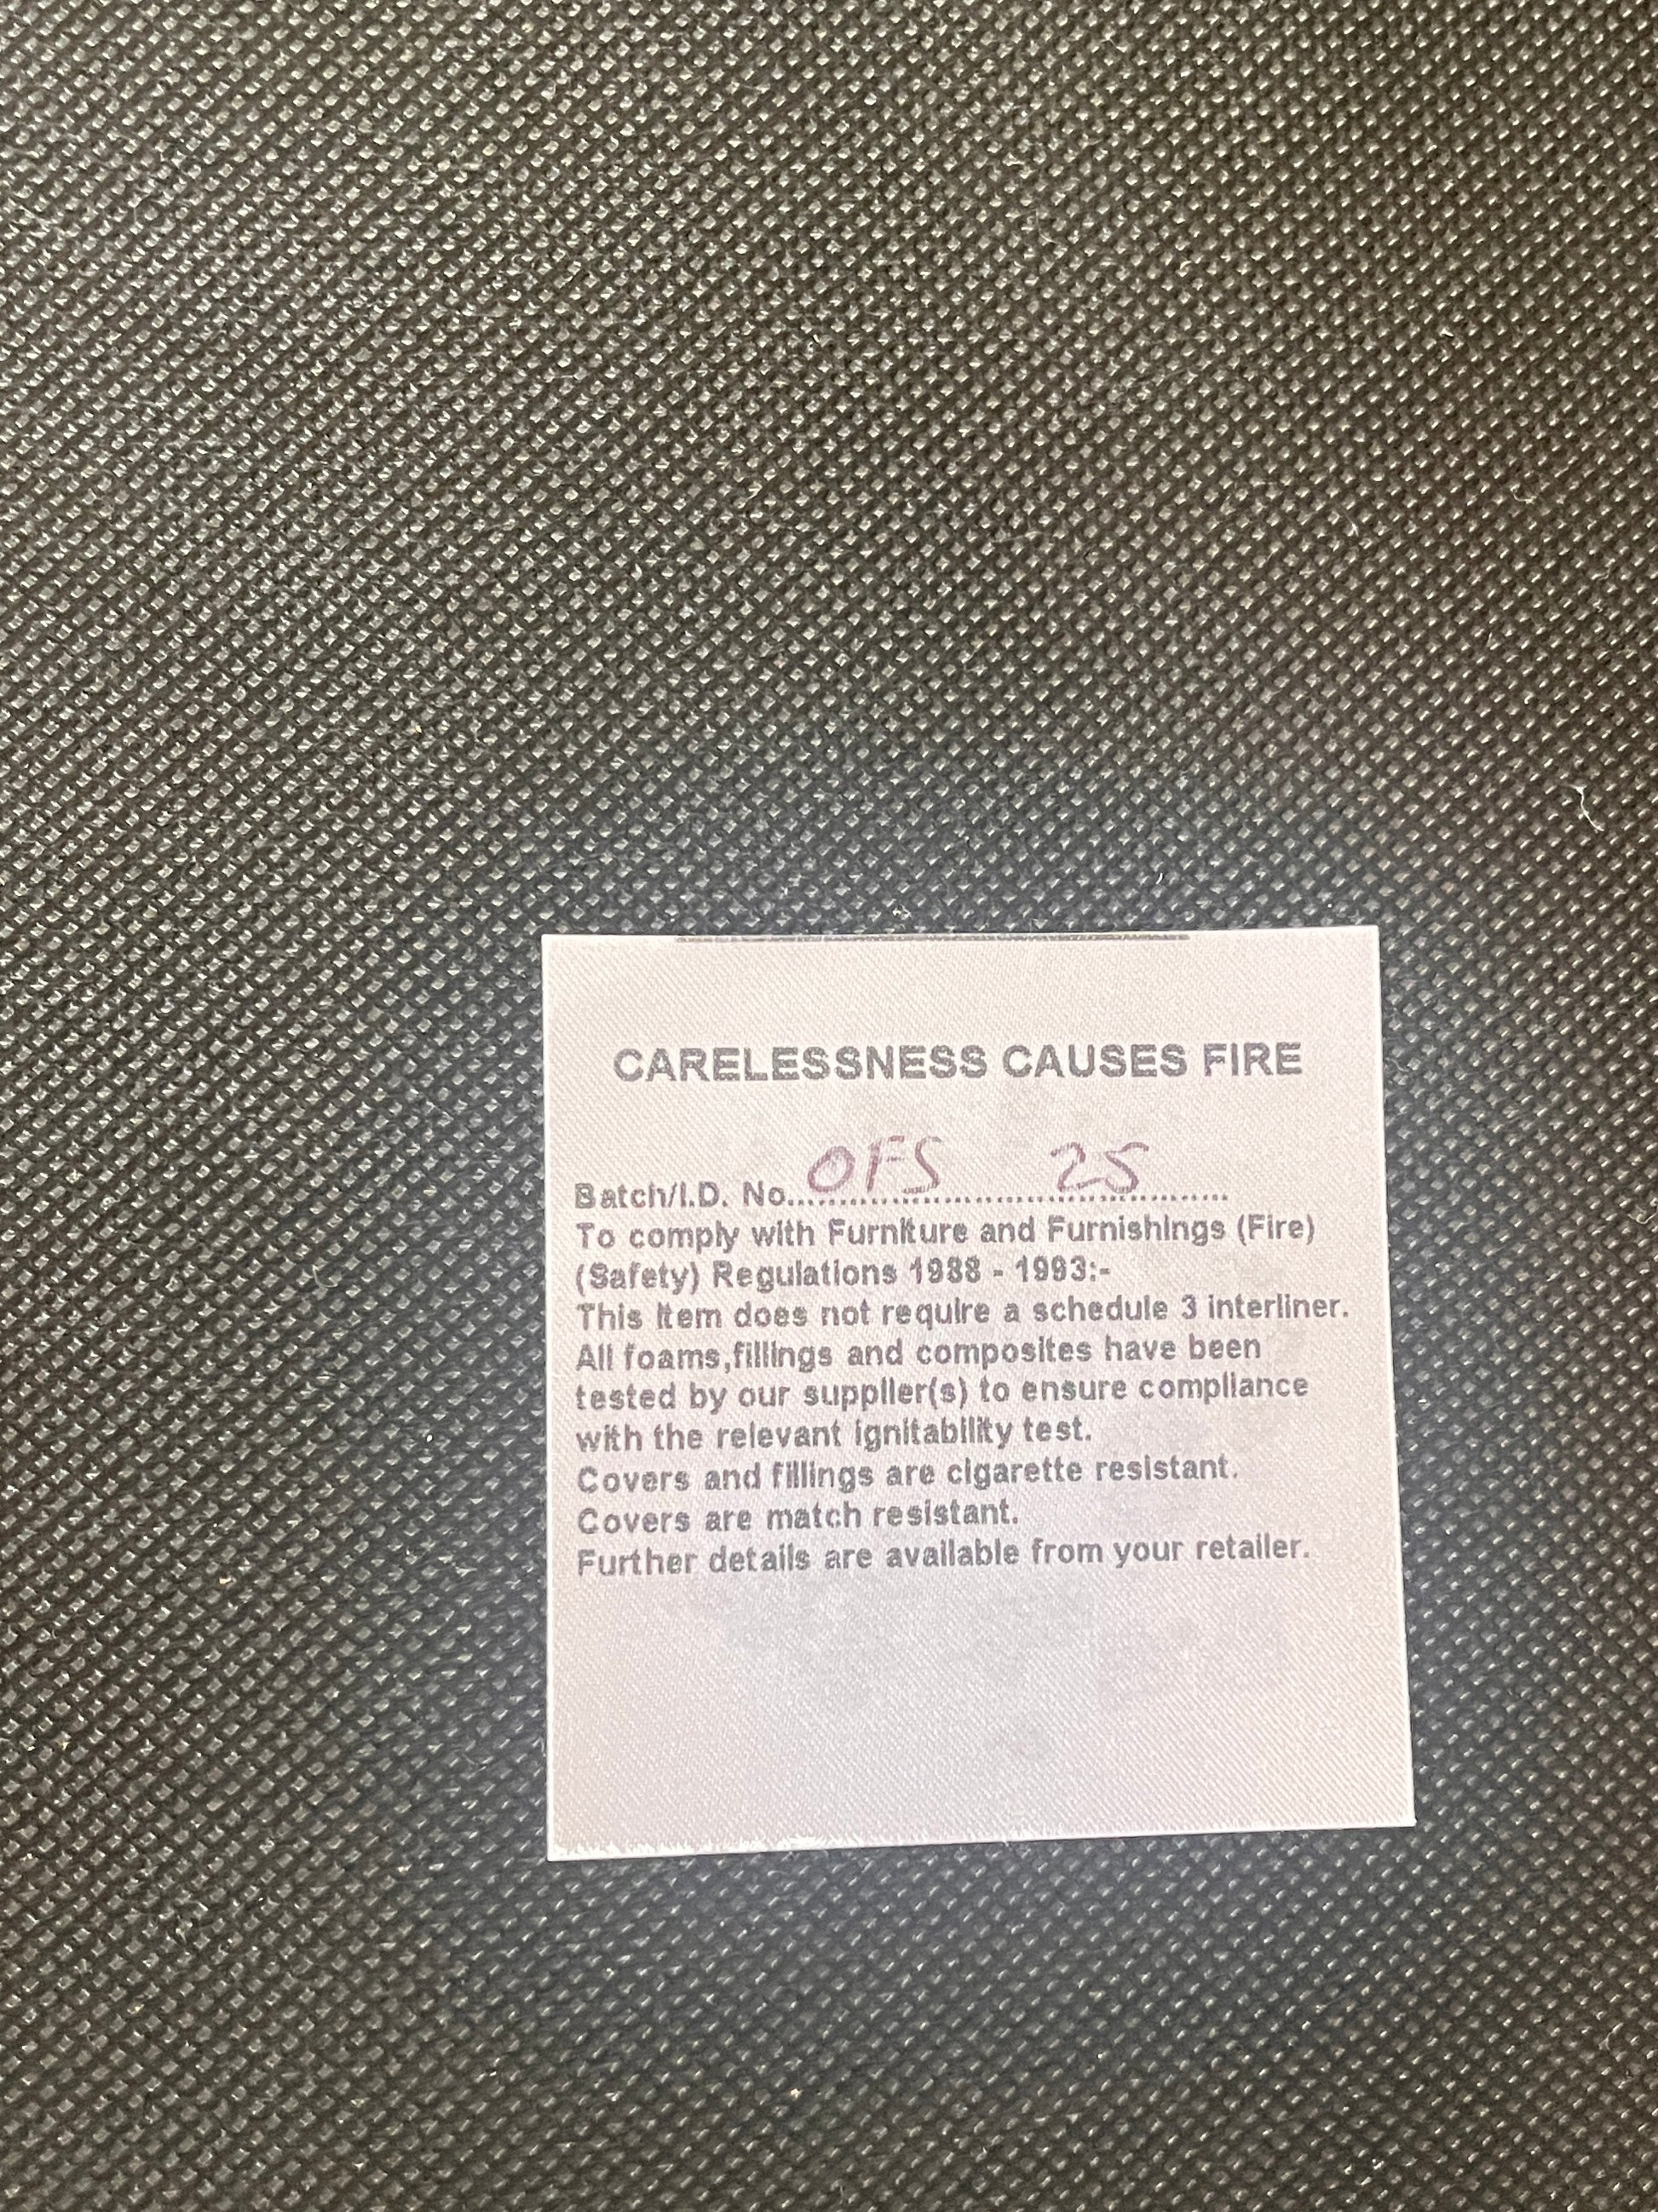 CARELESSNESS CAUSES FIRE
Batch/I.D. No. OFS 25
To comply with Furniture and Furnishings (Fire)
(Safety) Regulations 1988 - 1993:-
This item does not require a schedule 3 interliner.
All foams,fillings and composites have been
tested by our supplier(s) to ensure compliance
with the relevant ignitability test.
Covers and fillings are cigarette resistant.
Covers are match resistant.
Further details are available from your retailer.